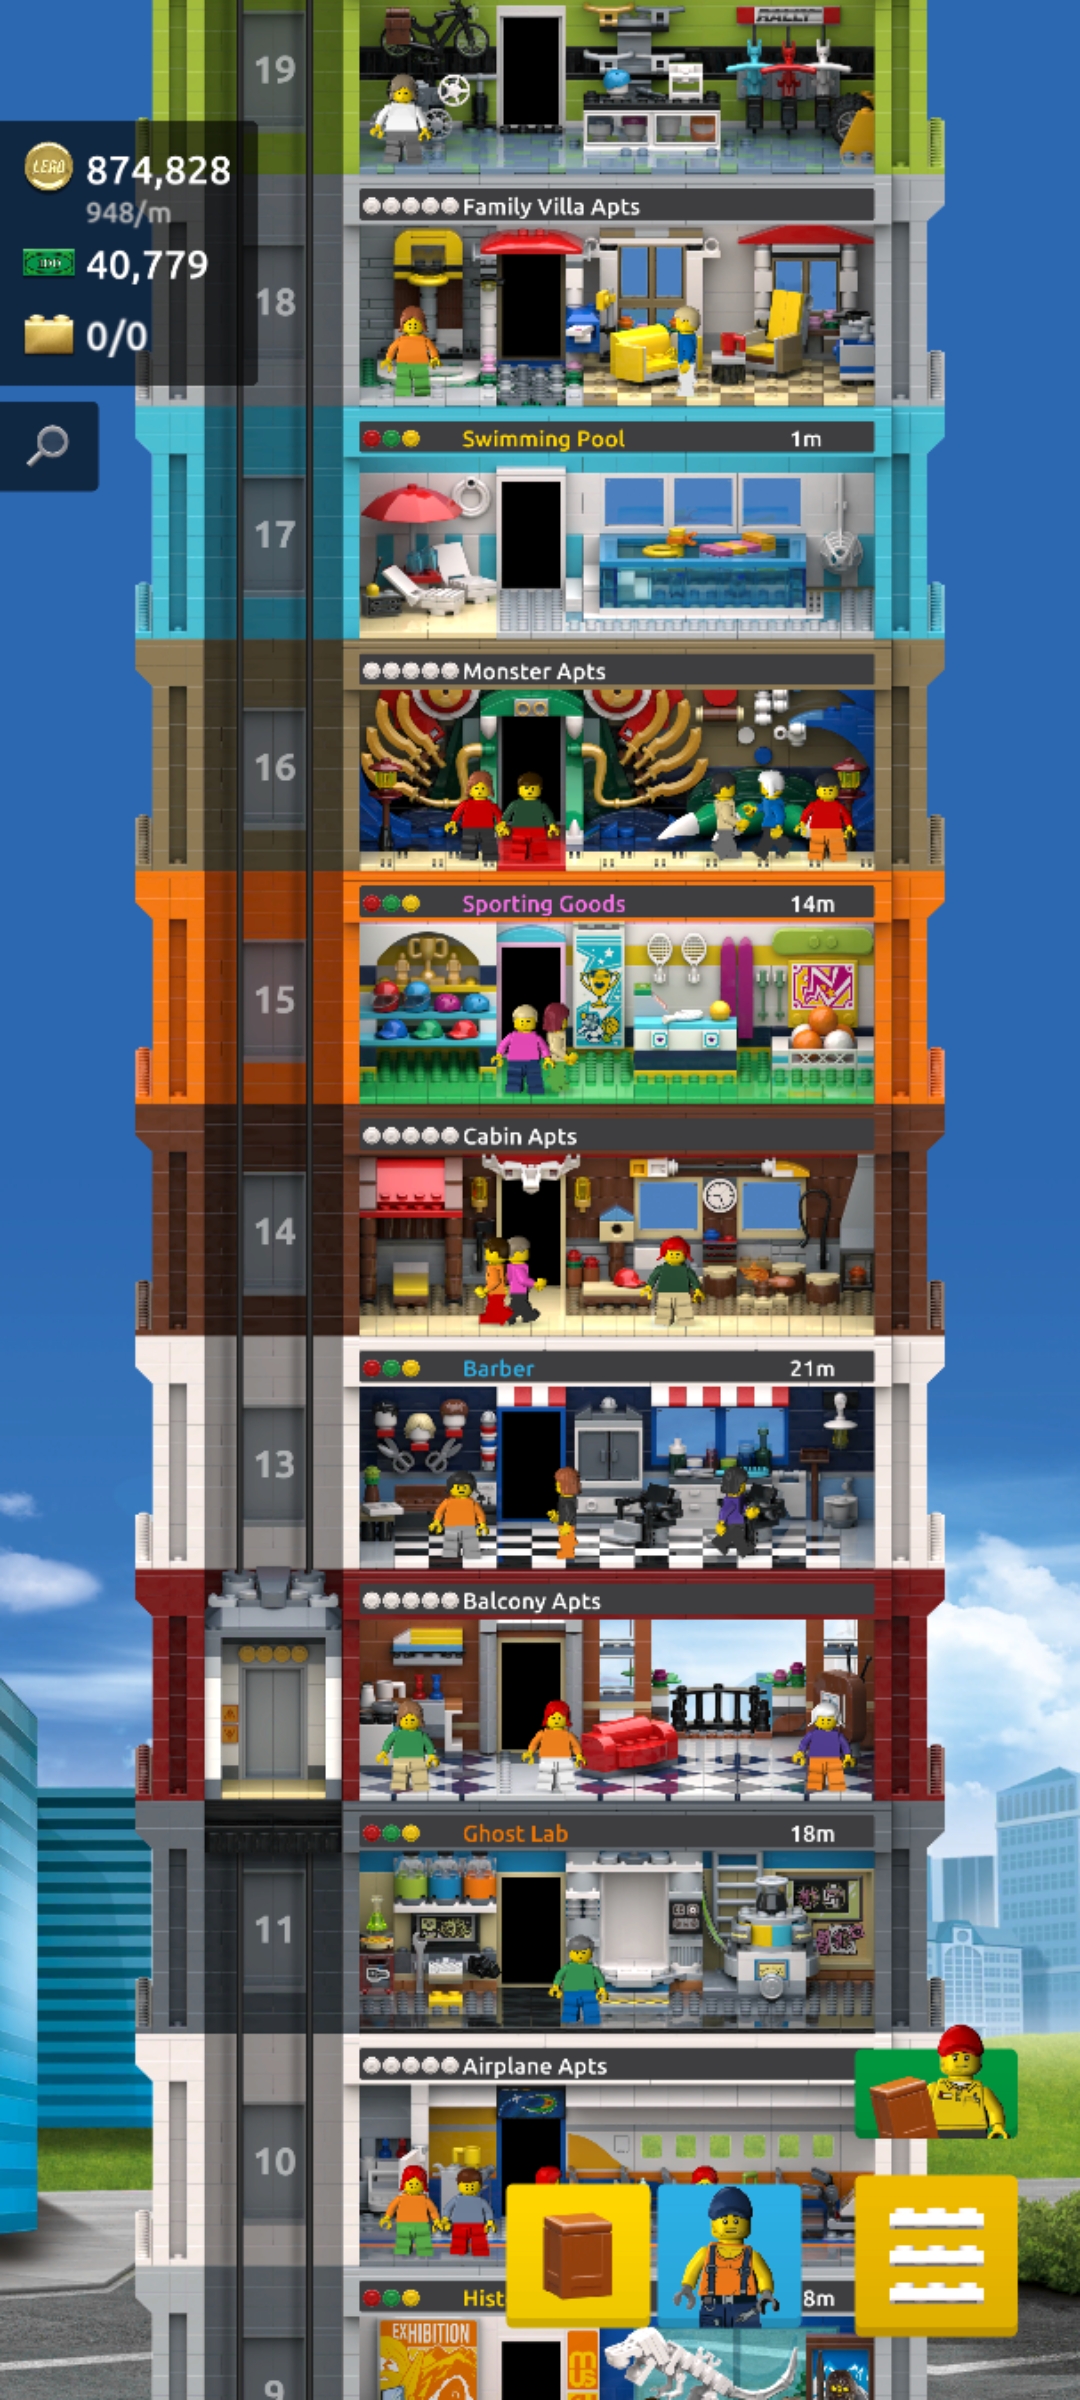 19
RALLY
LEGO 874,828
948/m
40,779
0/0
Family Villa Apts
18
Swimming Pool 1m
17
Monster Apts
16
Sporting Goods 14m
15
Cabin Apts
14
Barber 21m
13
Balcony Apts
Ghost Lab 18m
11
Airplane Apts
10
Hist 8m
EXHIBITION
9